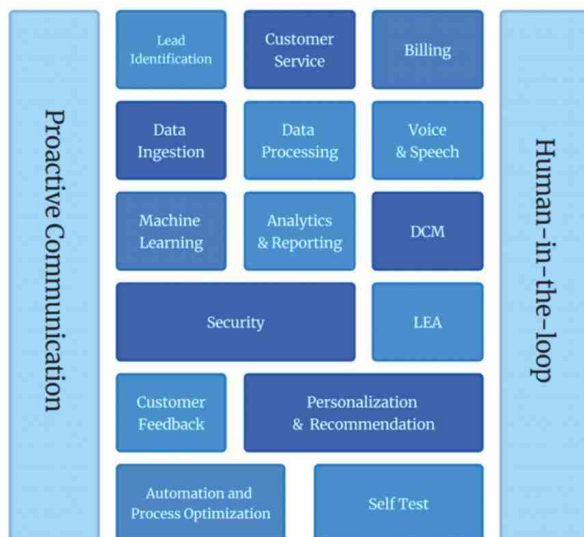 Proactive Communication
Lead
Identification
Customer
Service
Billing
Data
Ingestion
Data
Processing
Voice
& Speech
Machine
Learning
Analytics
& Reporting
DCM
Security
LEA
Customer
Feedback
Personalization
& Recommendation
Automation and
Process Optimization
Self Test
Human-in-the-loop